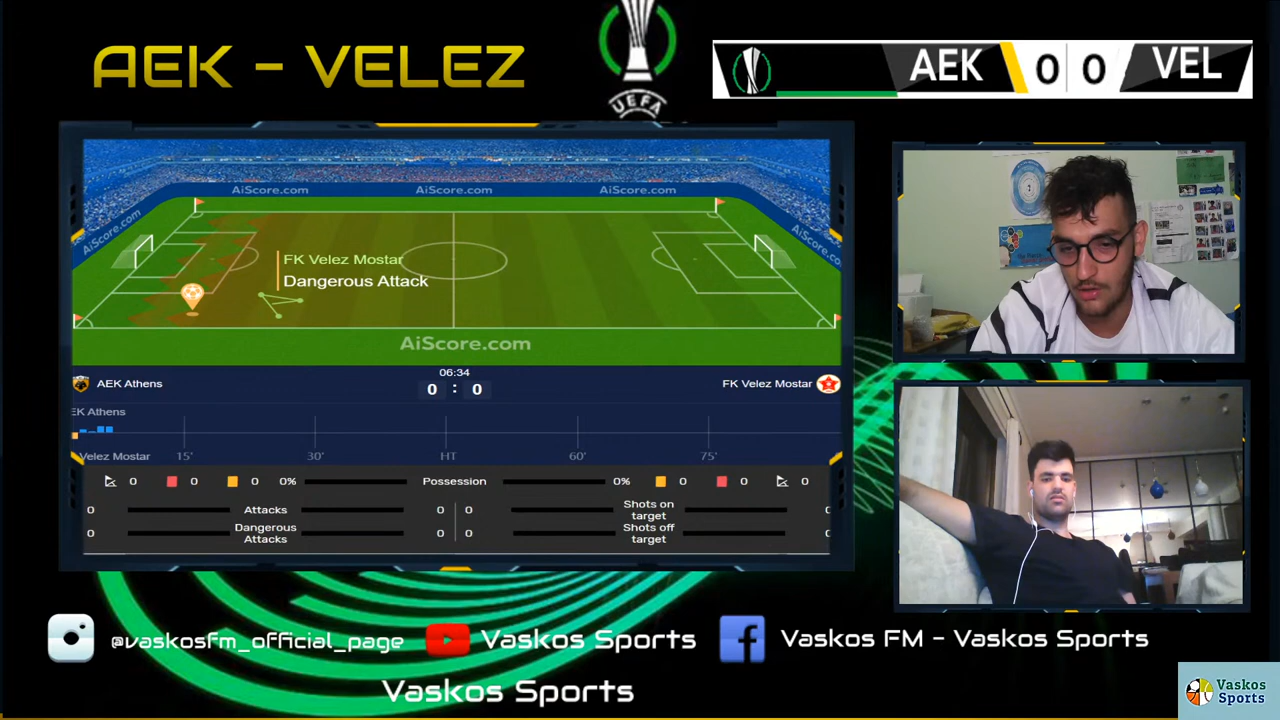 AEK - VELEZ
UEFA
AEK 0 0 VEL
AiScore.com AiScore.com AiScore.com
AiScore.com
AiScore.co
FK Velez Mostar
Dangerous Attack
AiScore.com
06:34
AEK Athens 0 : 0 FK Velez Mostar
EK Athens
Velez Mostar 15' 30' HT 60' 75'
0 0 0 0% Possession 0% 0 0 0
0 Attacks 0 0 Shots on target 0
0 Dangerous Attacks 0 0 Shots off target 0
@vaskosfm_official_page Vaskos Sports Vaskos FM - Vaskos Sports
Vaskos Sports
Vaskos
Sports